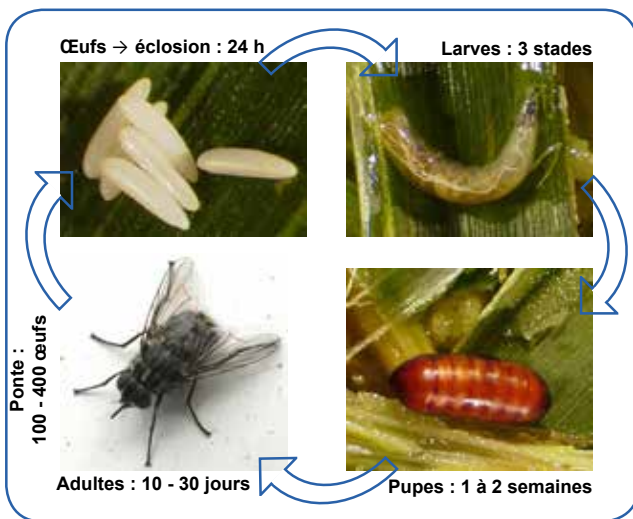 Œufs → éclosion : 24 h
Larves : 3 stades
Ponte :
100 - 400 œufs
Adultes : 10 - 30 jours
Pupes : 1 à 2 semaines